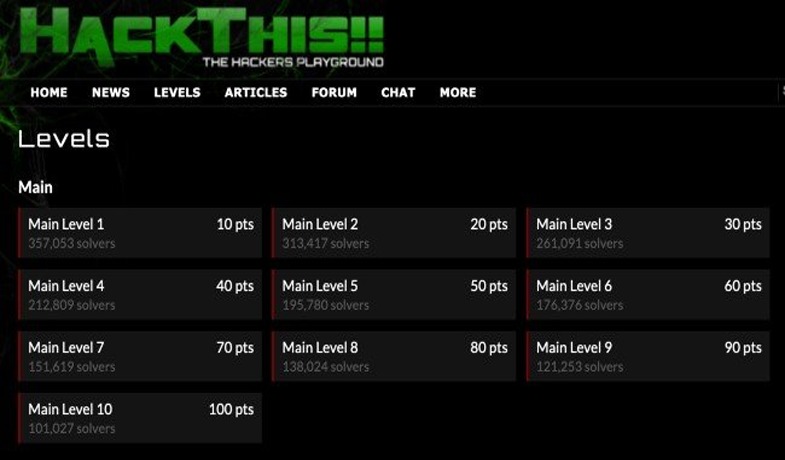 HACKTHIS!!
THE HACKERS PLAYGROUND
HOME NEWS LEVELS ARTICLES FORUM CHAT MORE
Levels
Main
Main Level 1 10 pts Main Level 2 20 pts Main Level 3 30 pts
357,053 solvers 313,417 solvers 261,091 solvers
Main Level 4 40 pts Main Level 5 50 pts Main Level 6 60 pts
212,809 solvers 195,780 solvers 176,376 solvers
Main Level 7 70 pts Main Level 8 80 pts Main Level 9 90 pts
151,619 solvers 138,024 solvers 121,253 solvers
Main Level 10 100 pts
101,027 solvers